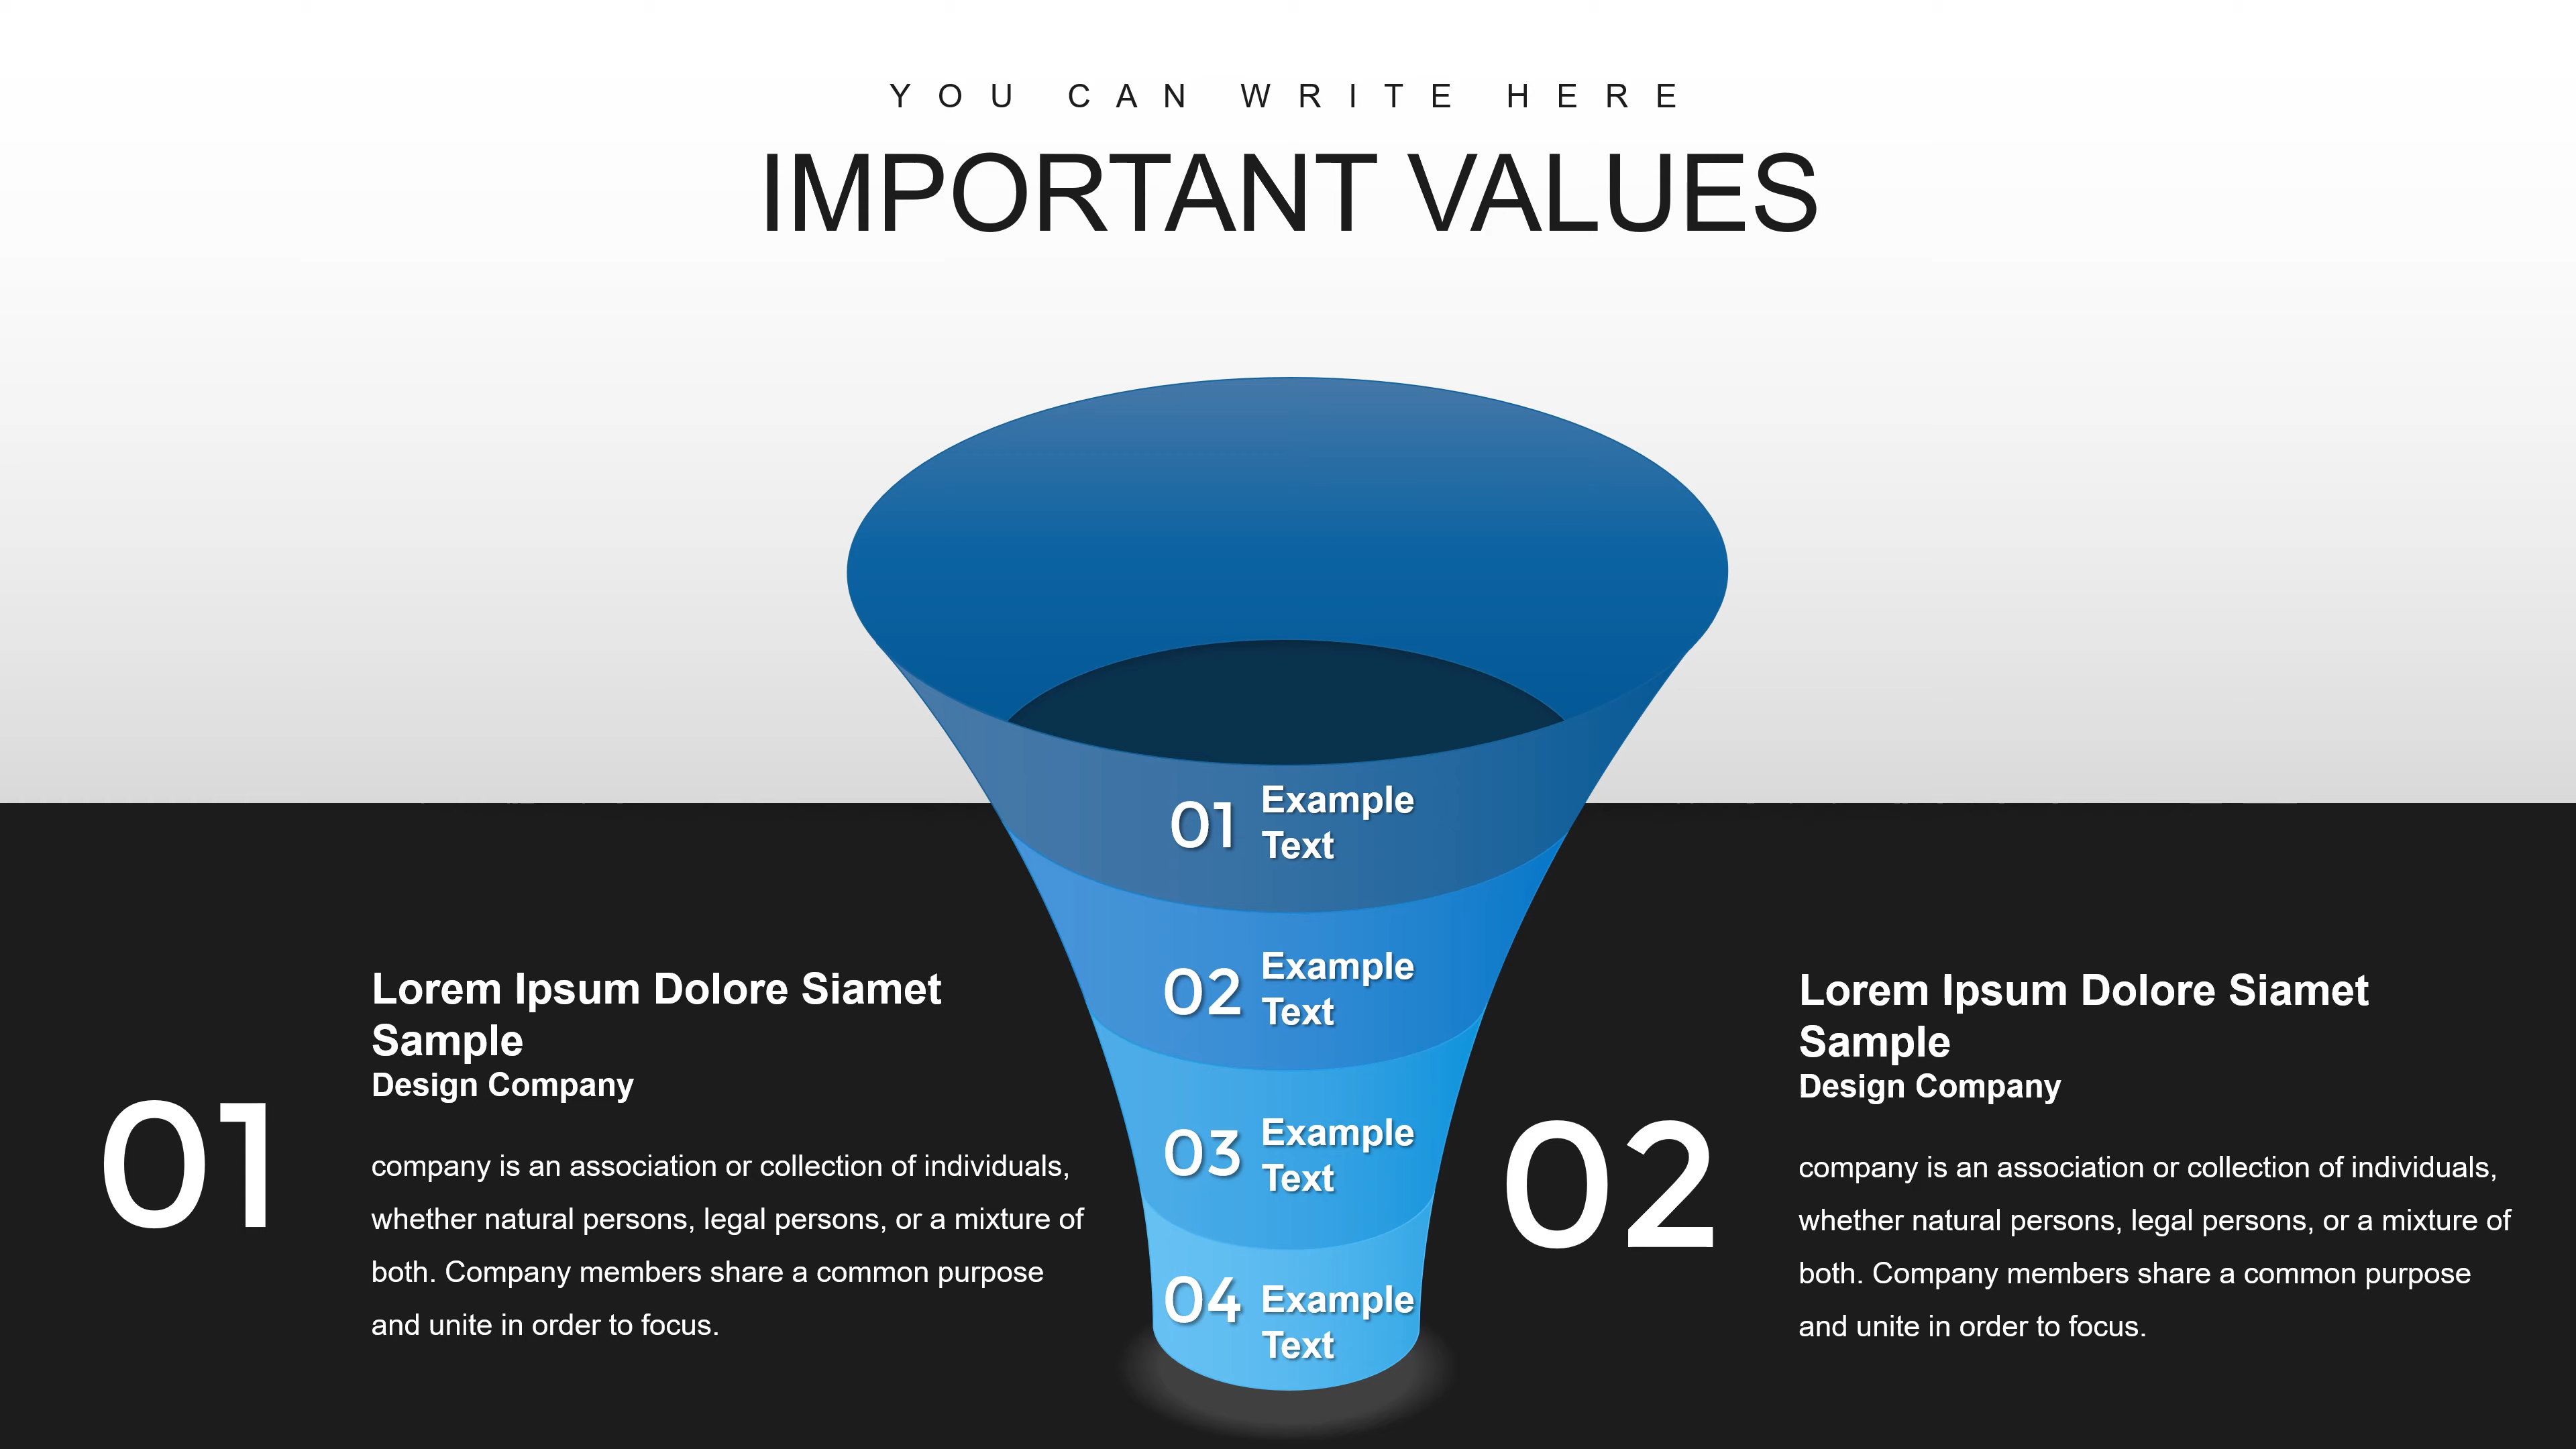 YOU CAN WRITE HERE
IMPORTANT VALUES
01 Example
Text
02 Example
Text
03 Example
Text
04 Example
Text
01
Lorem Ipsum Dolore Siamet
Sample
Design Company
company is an association or collection of individuals,
whether natural persons, legal persons, or a mixture of
both. Company members share a common purpose
and unite in order to focus.
02
Lorem Ipsum Dolore Siamet
Sample
Design Company
company is an association or collection of individuals,
whether natural persons, legal persons, or a mixture of
both. Company members share a common purpose
and unite in order to focus.